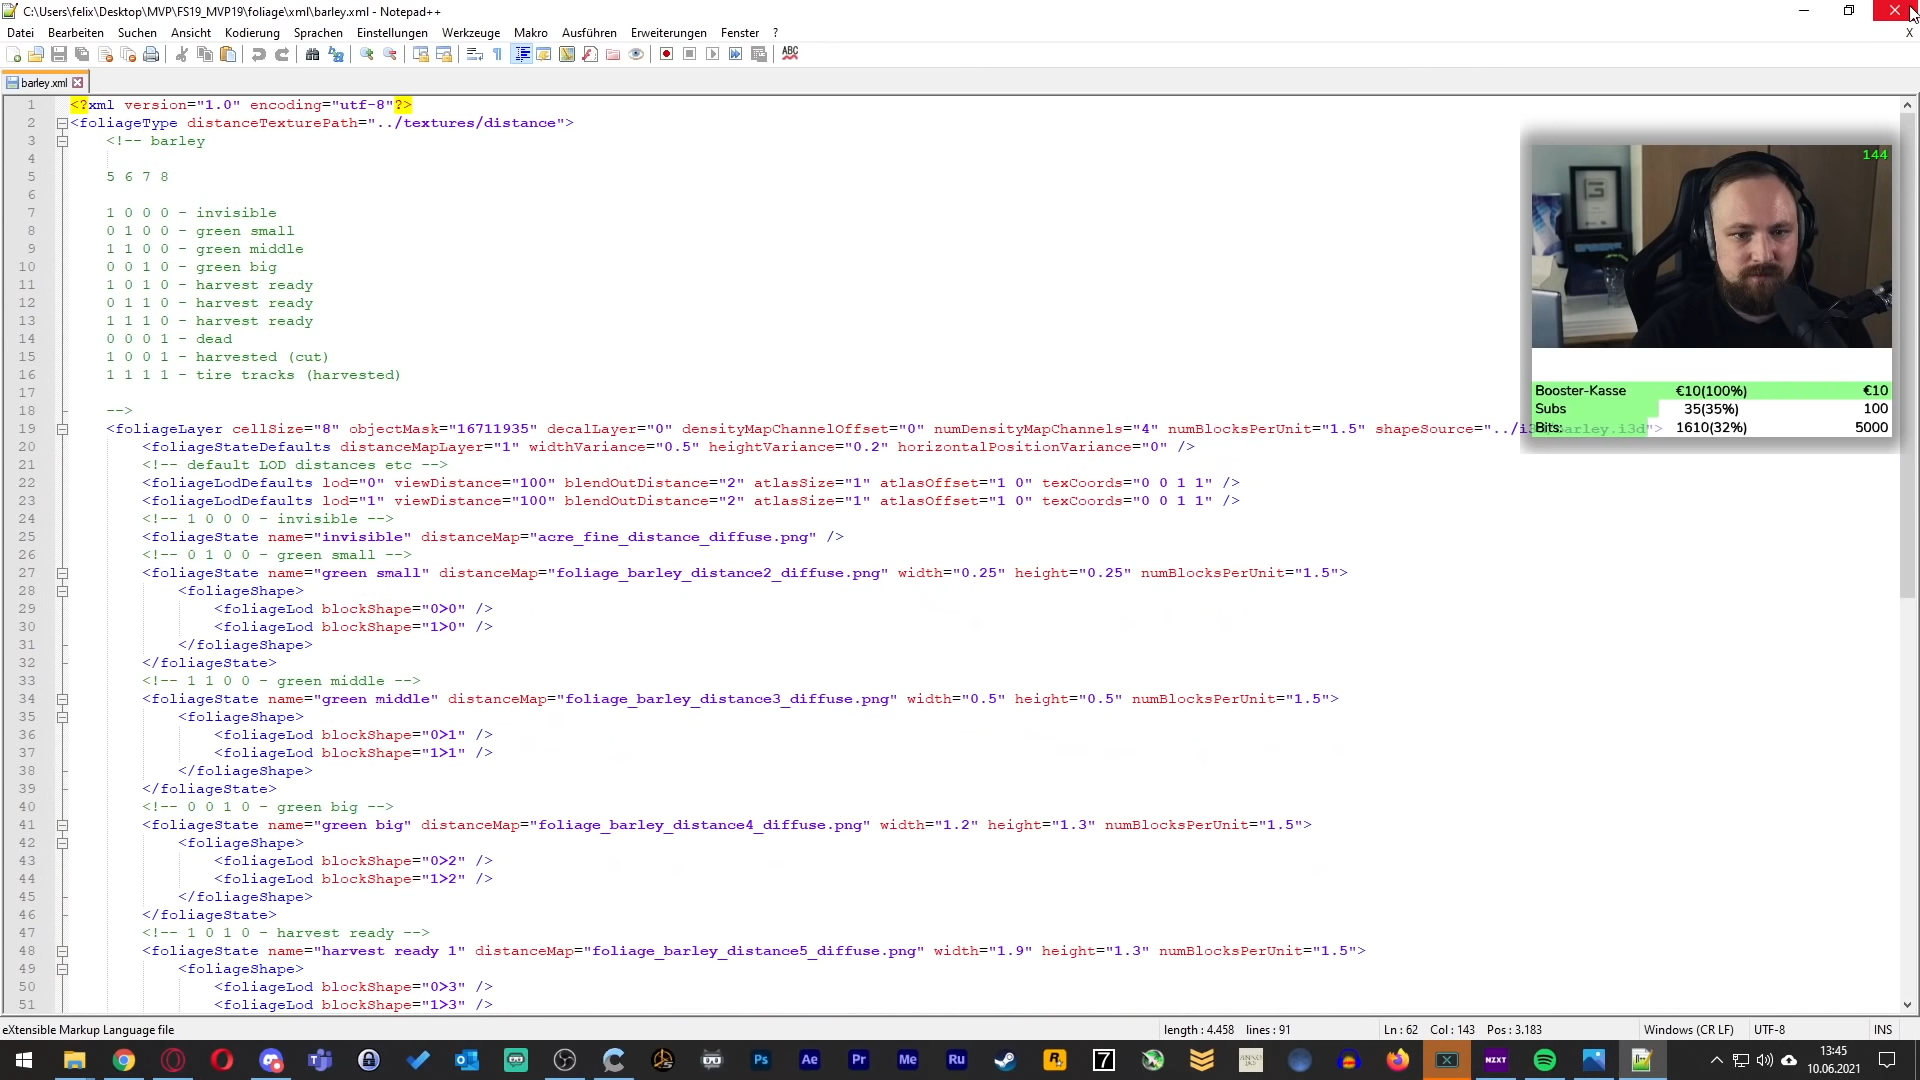 C:\Users\felix\Desktop\MVP\FS19_MVP19\foliage\xml\barley.xml - Notepad++
Datei Bearbeiten Suchen Ansicht Kodierung Sprachen Einstellungen Werkzeuge Makro Ausführen Erweiterungen Fenster ? X
ABC
barley.xml
1 <?xml version="1.0" encoding="utf-8"?>
2 <foliageType distanceTexturePath="../textures/distance">
3 <!-- barley
4
5 5 6 7 8
6
7 1 0 0 0 - invisible
8 0 1 0 0 - green small
9 1 1 0 0 - green middle
10 0 0 1 0 - green big
11 1 0 1 0 - harvest ready
12 0 1 1 0 - harvest ready
13 1 1 1 0 - harvest ready
14 0 0 0 1 - dead
15 1 0 0 1 - harvested (cut)
16 1 1 1 1 - tire tracks (harvested)
17
18 -->
19 <foliageLayer cellSize="8" objectMask="16711935" decalLayer="0" densityMapChannelOffset="0" numDensityMapChannels="4" numBlocksPerUnit="1.5" shapeSource="../i3d/barley.i3d">
20 <foliageStateDefaults distanceMapLayer="1" widthVariance="0.5" heightVariance="0.2" horizontalPositionVariance="0" />
21 <!-- default LOD distances etc -->
22 <foliageLodDefaults lod="0" viewDistance="100" blendOutDistance="2" atlasSize="1" atlasOffset="1 0" texCoords="0 0 1 1" />
23 <foliageLodDefaults lod="1" viewDistance="100" blendOutDistance="2" atlasSize="1" atlasOffset="1 0" texCoords="0 0 1 1" />
24 <!-- 1 0 0 0 - invisible -->
25 <foliageState name="invisible" distanceMap="acre_fine_distance_diffuse.png" />
26 <!-- 0 1 0 0 - green small -->
27 <foliageState name="green small" distanceMap="foliage_barley_distance2_diffuse.png" width="0.25" height="0.25" numBlocksPerUnit="1.5">
28 <foliageShape>
29 <foliageLod blockShape="0>0" />
30 <foliageLod blockShape="1>0" />
31 </foliageShape>
32 </foliageState>
33 <!-- 1 1 0 0 - green middle -->
34 <foliageState name="green middle" distanceMap="foliage_barley_distance3_diffuse.png" width="0.5" height="0.5" numBlocksPerUnit="1.5">
35 <foliageShape>
36 <foliageLod blockShape="0>1" />
37 <foliageLod blockShape="1>1" />
38 </foliageShape>
39 </foliageState>
40 <!-- 0 0 1 0 - green big -->
41 <foliageState name="green big" distanceMap="foliage_barley_distance4_diffuse.png" width="1.2" height="1.3" numBlocksPerUnit="1.5">
42 <foliageShape>
43 <foliageLod blockShape="0>2" />
44 <foliageLod blockShape="1>2" />
45 </foliageShape>
46 </foliageState>
47 <!-- 1 0 1 0 - harvest ready -->
48 <foliageState name="harvest ready 1" distanceMap="foliage_barley_distance5_diffuse.png" width="1.9" height="1.3" numBlocksPerUnit="1.5">
49 <foliageShape>
50 <foliageLod blockShape="0>3" />
51 <foliageLod blockShape="1>3" />
144
Booster-Kasse €10(100%) €10
Subs 35(35%) 100
Bits: 1610(32%) 5000
eXtensible Markup Language file length : 4.458 lines : 91 Ln : 62 Col : 143 Pos : 3.183 Windows (CR LF) UTF-8 INS
Ps Ae Pr Me Ru R 7 ANNO NZXT
13:45
10.06.2021